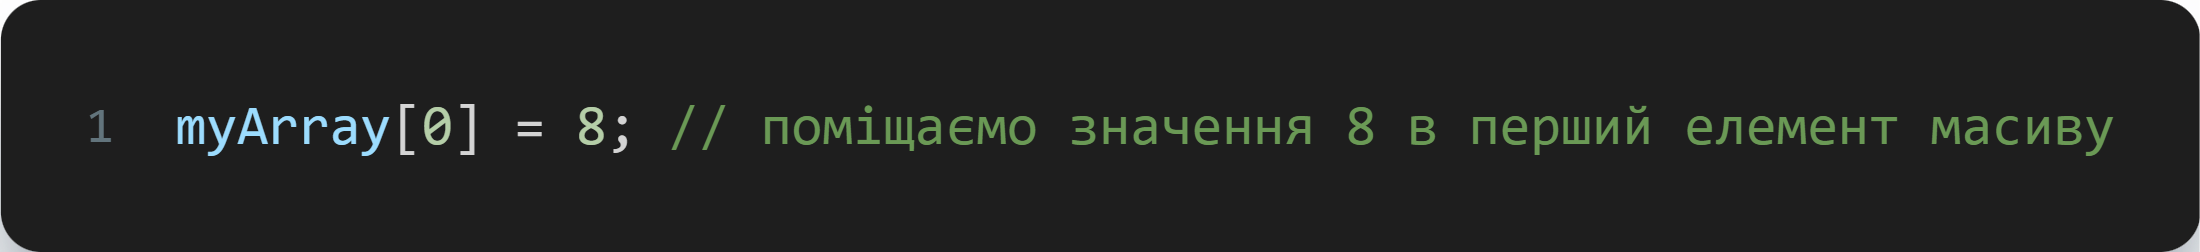 1 myArray[0] = 8; // поміщаємо значення 8 в перший елемент масиву